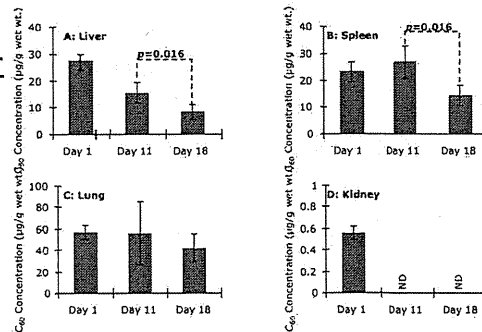 A: Liver
p=0.016
40
30
20
10
0
Day 1 Day 11 Day 18
C60 Concentration (µg/g wet wt.)
B: Spleen
p=0.016
40
30
20
10
0
Day 1 Day 11 Day 18
C60 Concentration (µg/g wet wt.)
C: Lung
100
80
60
40
20
0
Day 1 Day 11 Day 18
C60 Concentration (µg/g wet wt.)
D: Kidney
1
0.8
0.6
0.4
0.2
0
ND
ND
Day 1 Day 11 Day 18
C60 Concentration (µg/g wet wt.)